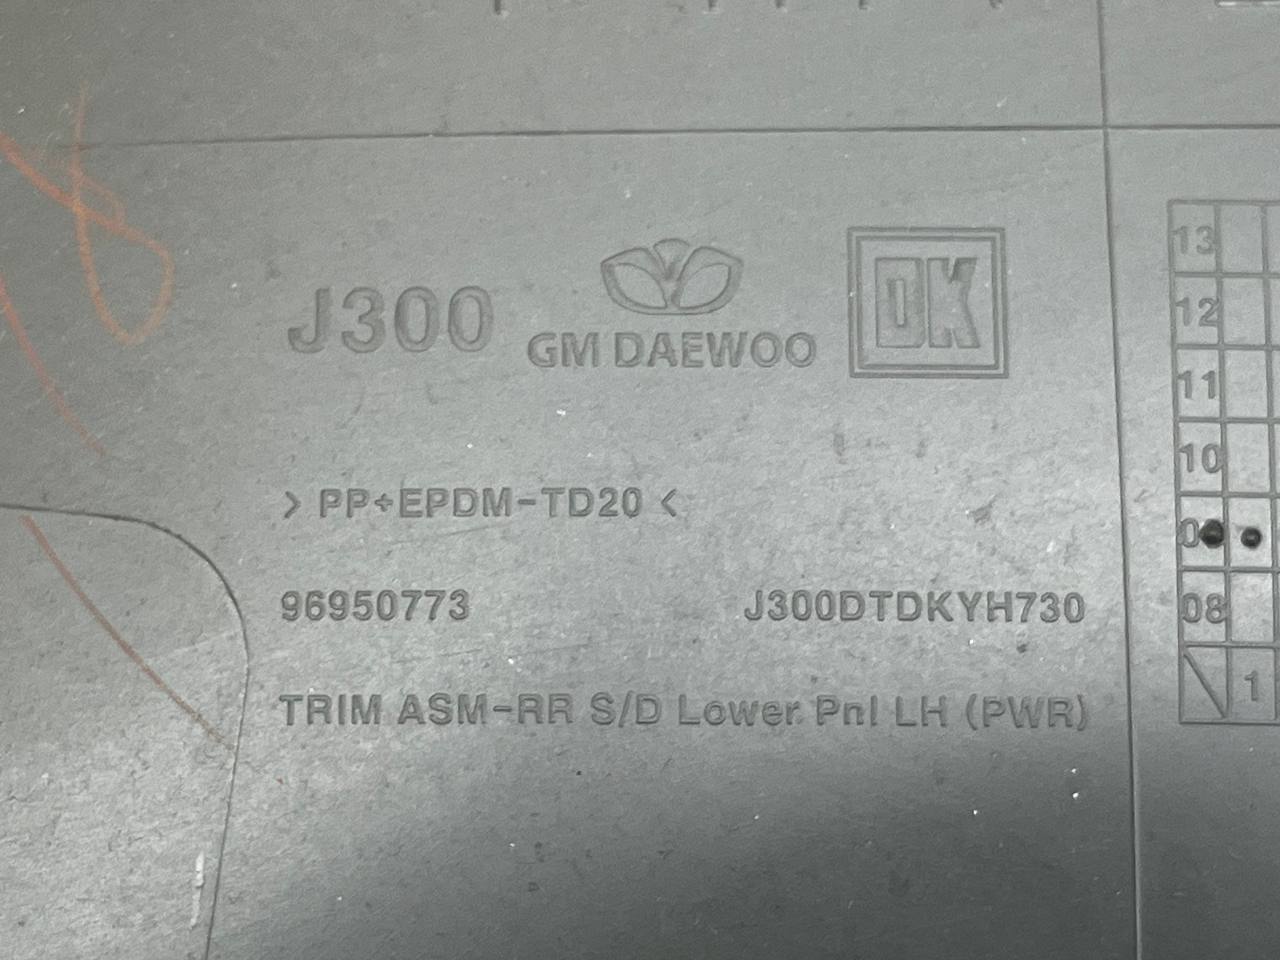 J300
GM DAEWOO
DK
> PP+EPDM-TD20 <
96950773
J300DTDKYH730
TRIM ASM-RR S/D Lower Pnl LH (PWR)
13
12
11
10
08
1